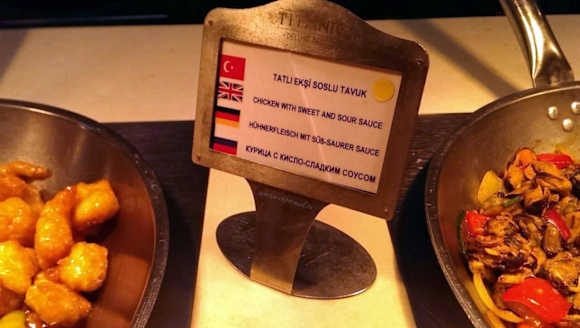 TITANIC
TATLI EKŞİ SOSLU TAVUK
CHICKEN WITH SWEET AND SOUR SAUCE
HÜHNERFLEISCH MIT SÜß-SAURER SAUCE
КУРИЦА С КИСЛО-СЛАДКИМ СОУСОМ